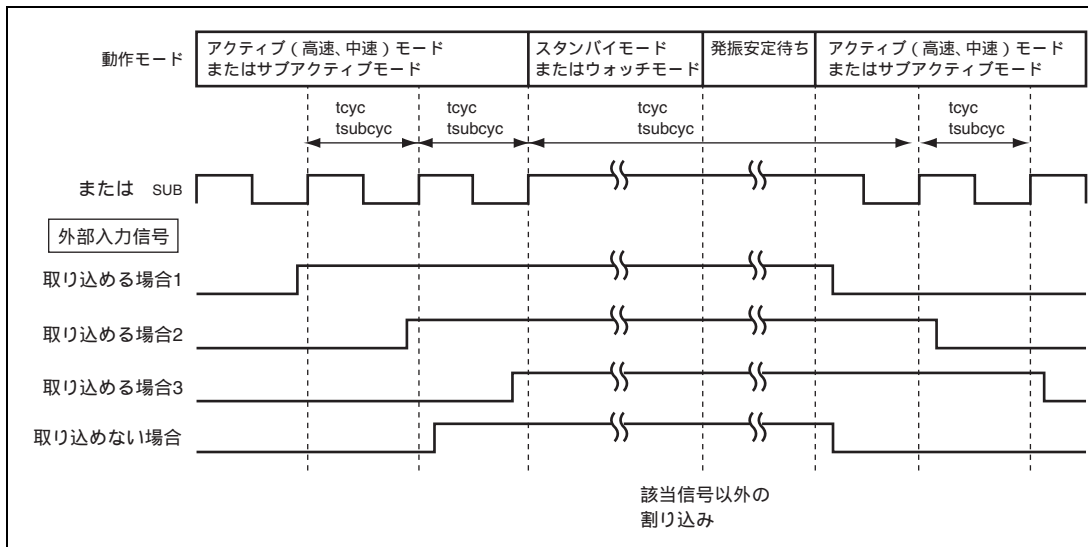 動作モード
アクティブ（高速、中速）モード
またはサブアクティブモード
スタンバイモード
またはウォッチモード
発振安定待ち
アクティブ（高速、中速）モード
またはサブアクティブモード
tcyc
tsubcyc
tcyc
tsubcyc
tcyc
tsubcyc
tcyc
tsubcyc
または SUB
外部入力信号
取り込める場合1
取り込める場合2
取り込める場合3
取り込めない場合
該当信号以外の
割り込み